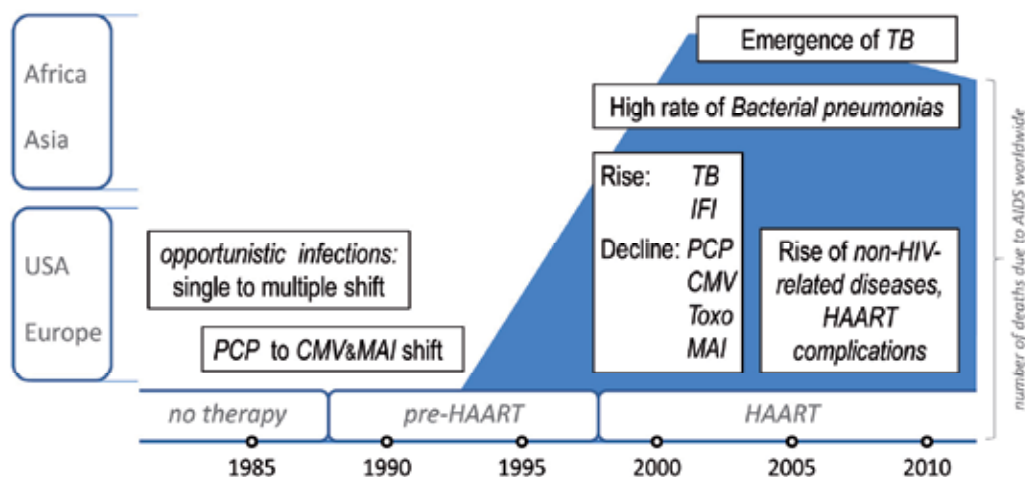 Africa
Asia
USA
Europe
Emergence of TB
High rate of Bacterial pneumonias
Rise: TB
IFI
Decline: PCP
CMV
Toxo
MAI
Rise of non-HIV-
related diseases,
HAART
complications
opportunistic infections:
single to multiple shift
PCP to CMV&MAI shift
number of deaths due to AIDS worldwide
no therapy
pre-HAART
HAART
1985
1990
1995
2000
2005
2010